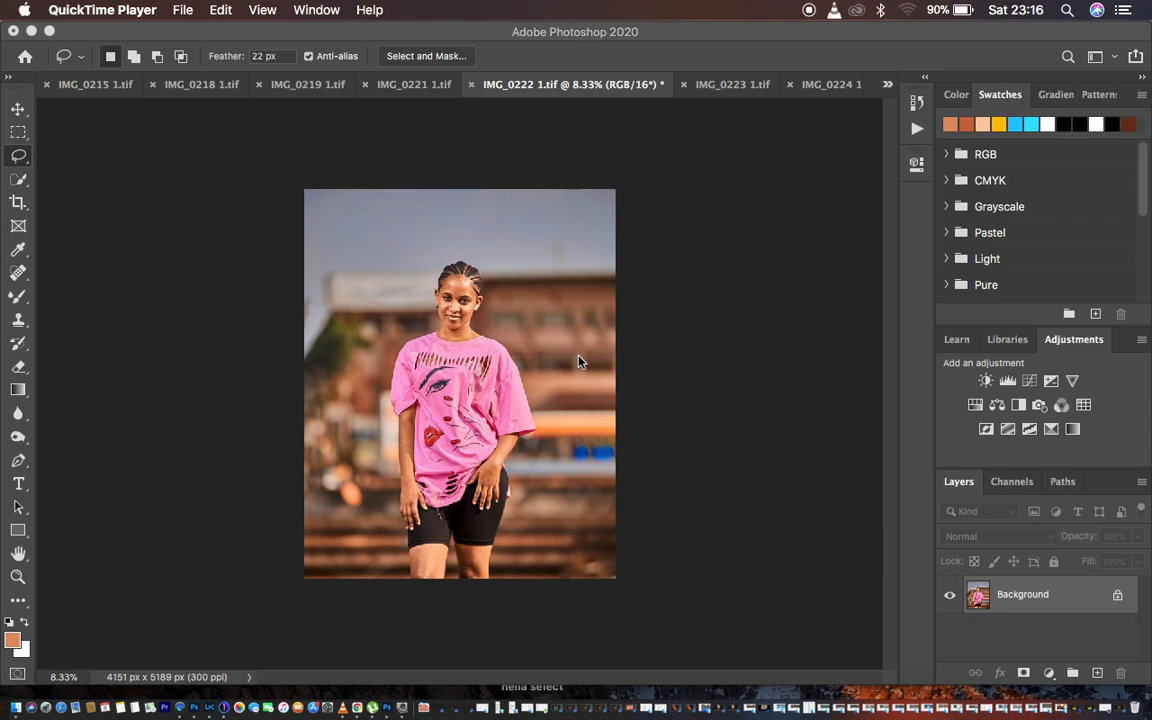 QuickTime Player File Edit View Window Help 90% Sat 23:16
Adobe Photoshop 2020
Feather: 22 px Anti-alias Select and Mask...
IMG_0215 1.tif IMG_0218 1.tif IMG_0219 1.tif IMG_0221 1.tif IMG_0222 1.tif @ 8.33% (RGB/16*) * IMG_0223 1.tif IMG_0224 1
Color Swatches Gradien Patterns
RGB
CMYK
Grayscale
Pastel
Light
Pure
Learn Libraries Adjustments
Add an adjustment
Layers Channels Paths
Kind
Normal Opacity: 100%
Lock: Fill: 100%
Background
8.33% 4151 px x 5189 px (300 ppi)
nella select